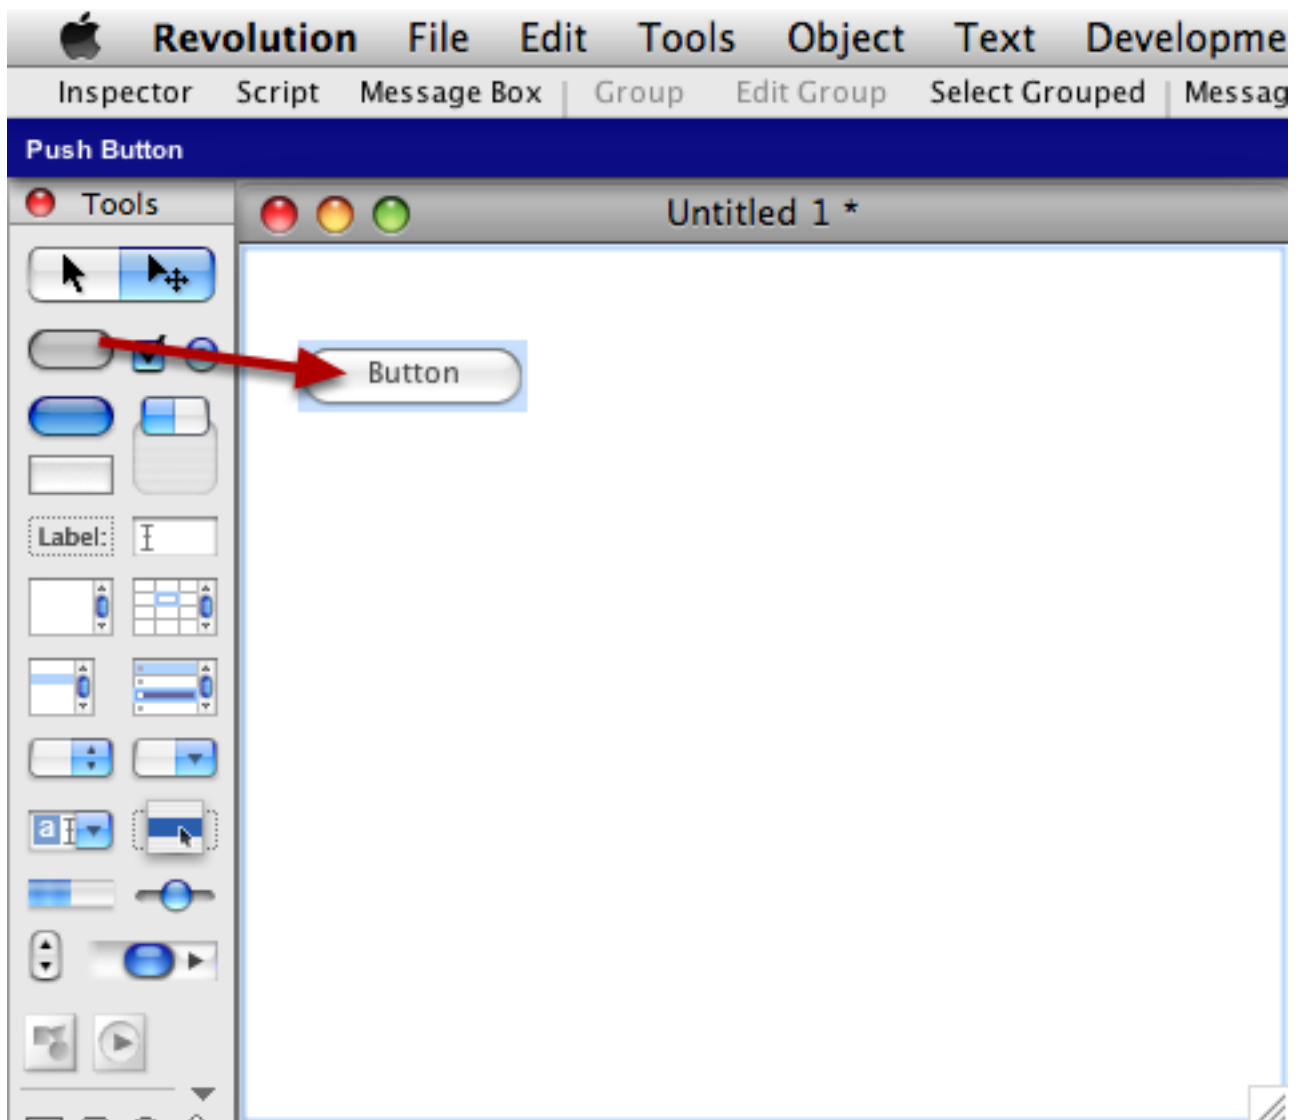 Revolution File Edit Tools Object Text Developme
Inspector Script Message Box Group Edit Group Select Grouped Messag
Push Button
Tools
Untitled 1 *
Button
Label:
a